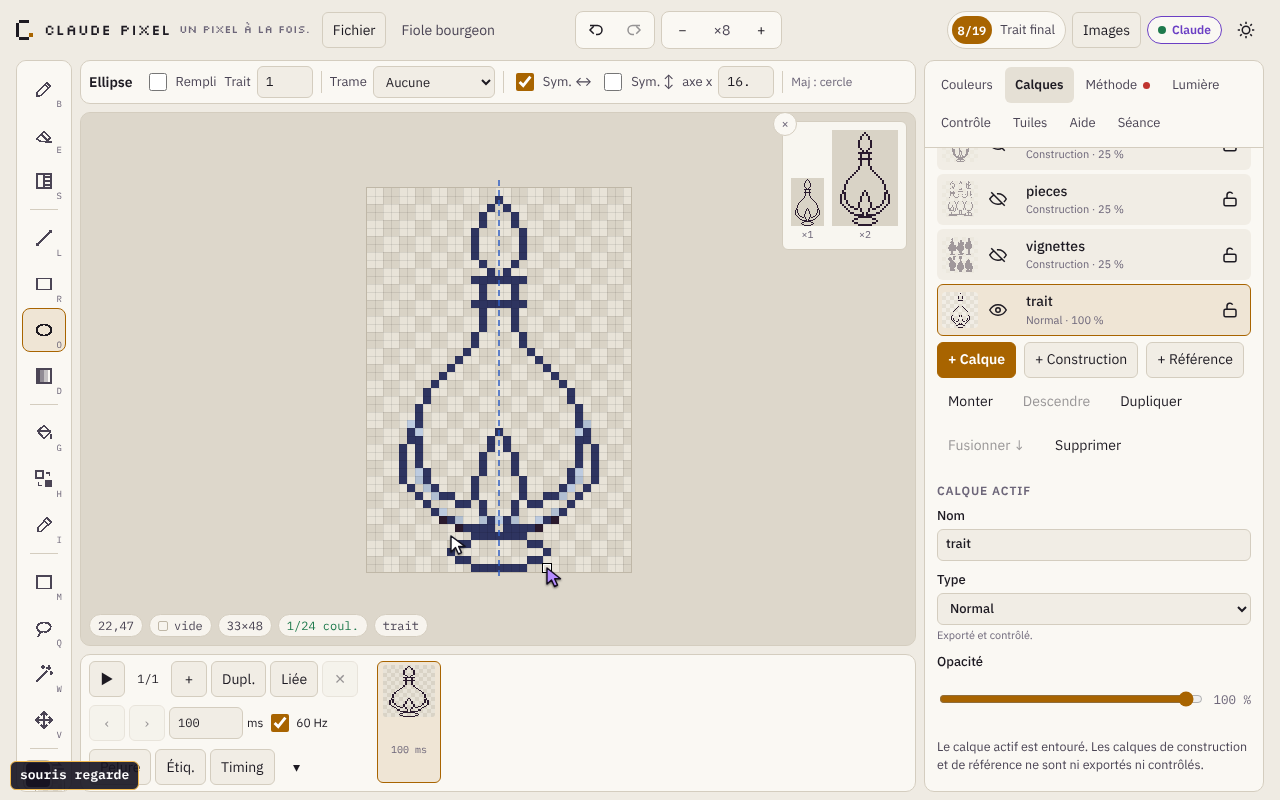 CLAUDE PIXEL UN PIXEL À LA FOIS. Fichier Fiole bourgeon − ×8 + 8/19 Trait final Images Claude
Ellipse Rempli Trait 1 Trame Aucune Sym. ↔ Sym. ↕ axe x 16. Maj : cercle
B
E
S
L
R
O
D
G
H
I
M
Q
W
V
×
×1 ×2
22,47 vide 33×48 1/24 coul. trait
1/1 + Dupl. Liée ×
‹ › 100 ms 60 Hz
Étiq. Timing ▼
100 ms
souris regarde
Couleurs Calques Méthode Lumière
Contrôle Tuiles Aide Séance
Construction · 25 %
pieces
Construction · 25 %
vignettes
Construction · 25 %
trait
Normal · 100 %
+ Calque + Construction + Référence
Monter Descendre Dupliquer
Fusionner ↓ Supprimer
CALQUE ACTIF
Nom
trait
Type
Normal
Exporté et contrôlé.
Opacité
100 %
Le calque actif est entouré. Les calques de construction
et de référence ne sont ni exportés ni contrôlés.